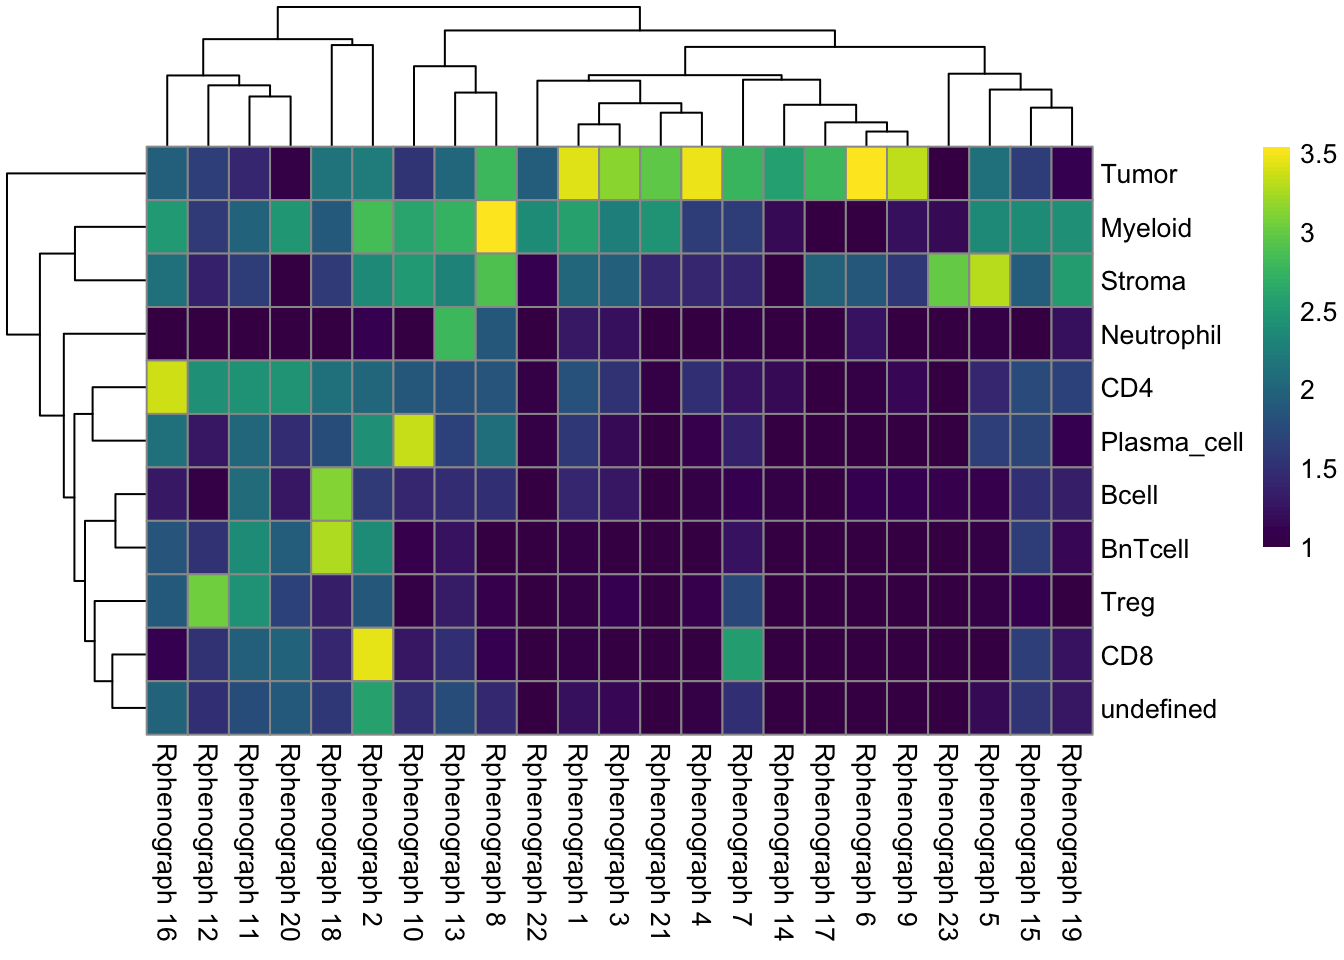 Tumor
Myeloid
Stroma
Neutrophil
CD4
Plasma_cell
Bcell
BnTcell
Treg
CD8
undefined
3.5
3
2.5
2
1.5
1
Rphenograph 16
Rphenograph 12
Rphenograph 11
Rphenograph 20
Rphenograph 18
Rphenograph 2
Rphenograph 10
Rphenograph 13
Rphenograph 8
Rphenograph 22
Rphenograph 1
Rphenograph 3
Rphenograph 21
Rphenograph 4
Rphenograph 7
Rphenograph 14
Rphenograph 17
Rphenograph 6
Rphenograph 9
Rphenograph 23
Rphenograph 5
Rphenograph 15
Rphenograph 19